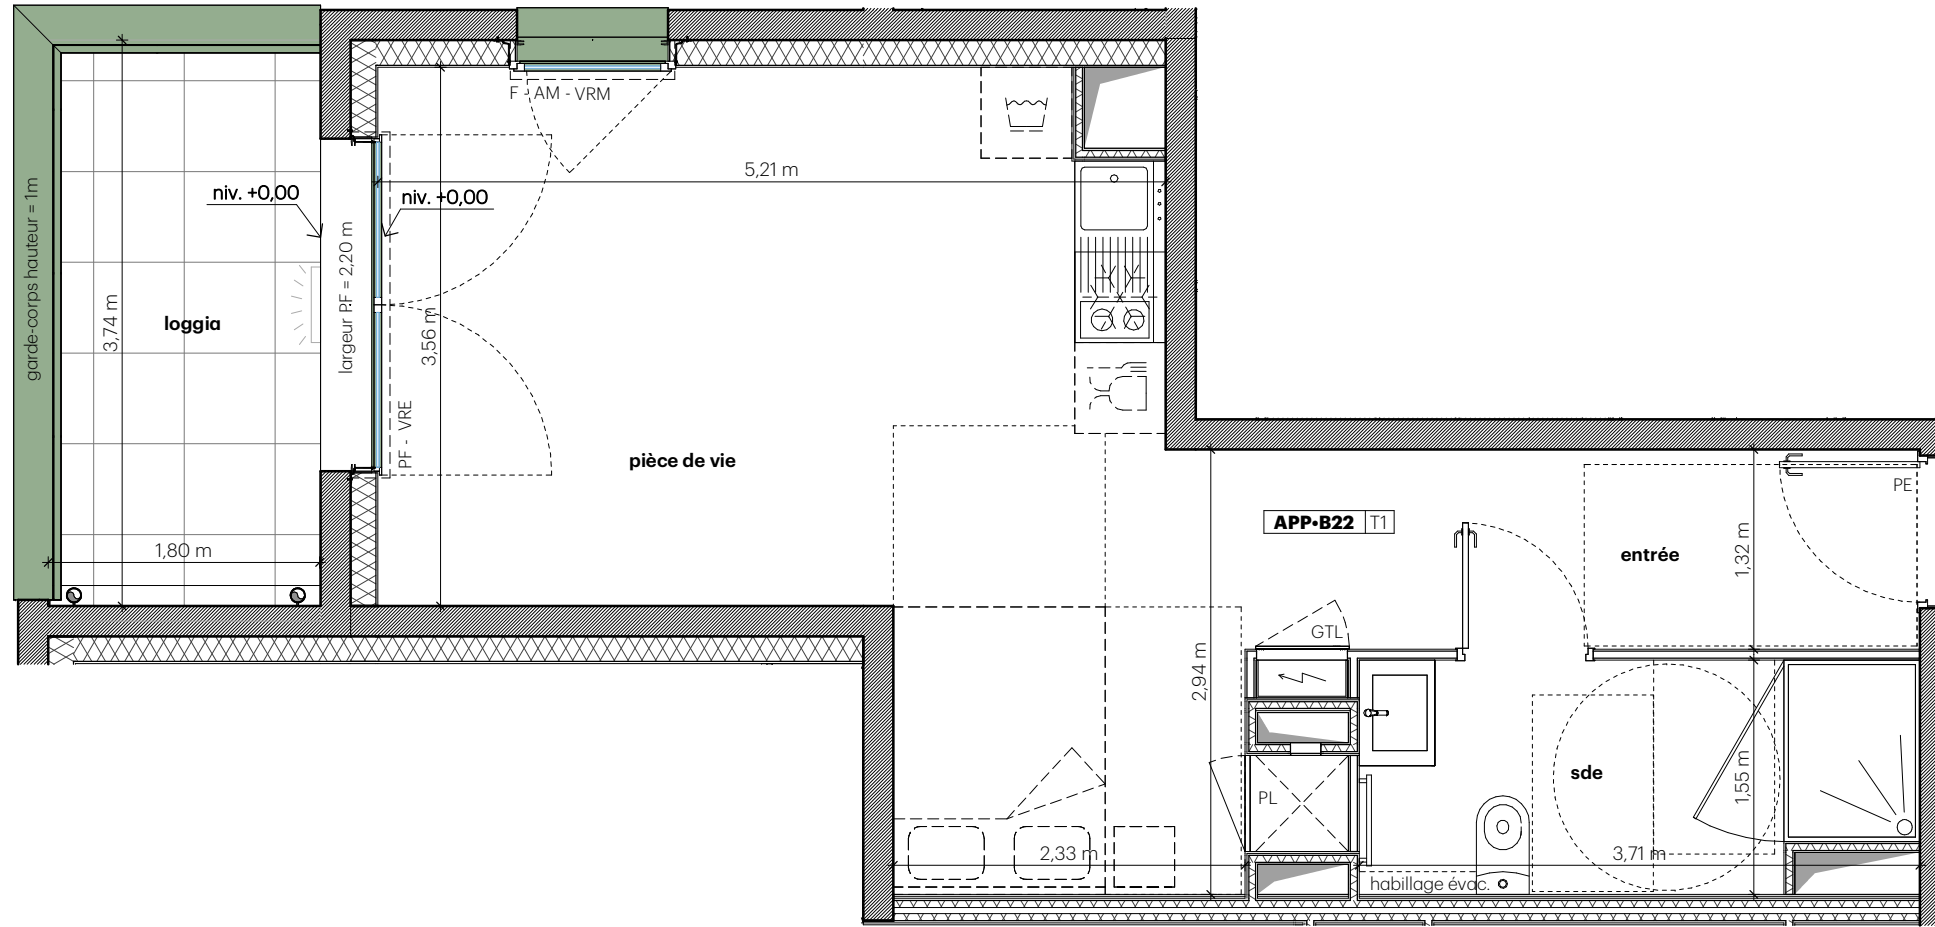 F - AM - VRM
5,21 m
niv. +0,00
niv. +0,00
garde-corps hauteur = 1m
3,74 m
loggia
largeur P.F = 2,20 m
3,56 m
PF - VRE
pièce de vie
1,80 m
APP•B22 T1
PE
entrée
1,32 m
GTL
2,94 m
sde
1,55 m
PL
2,33 m
3,71 m
habillage évac.